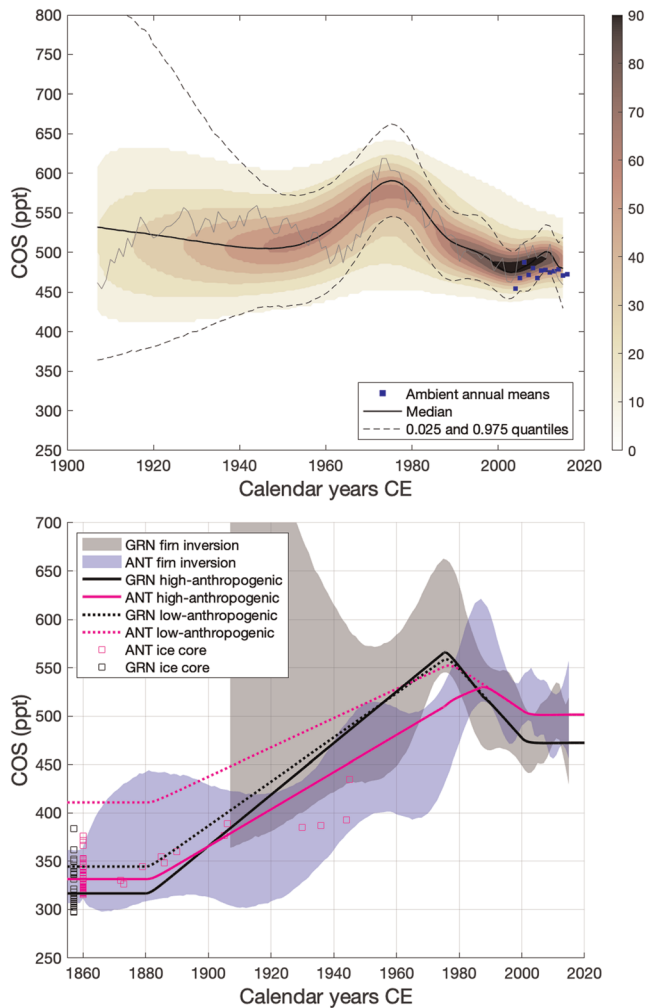 800
750
700
650
600
550
500
450
400
350
300
250
COS (ppt)
1900 1920 1940 1960 1980 2000 2020
Calendar years CE
Ambient annual means
Median
0.025 and 0.975 quantiles
90
80
70
60
50
40
30
20
10
0
700
650
600
550
500
450
400
350
300
250
COS (ppt)
GRN firn inversion
ANT firn inversion
GRN high-anthropogenic
ANT high-anthropogenic
GRN low-anthropogenic
ANT low-anthropogenic
ANT ice core
GRN ice core
1860 1880 1900 1920 1940 1960 1980 2000 2020
Calendar years CE